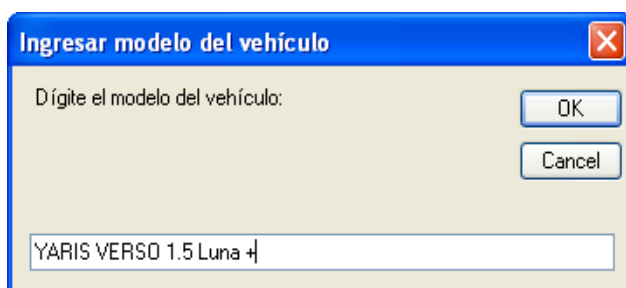 Ingresar modelo del vehículo
Dígite el modelo del vehículo:
OK
Cancel
YARIS VERSO 1.5 Luna +